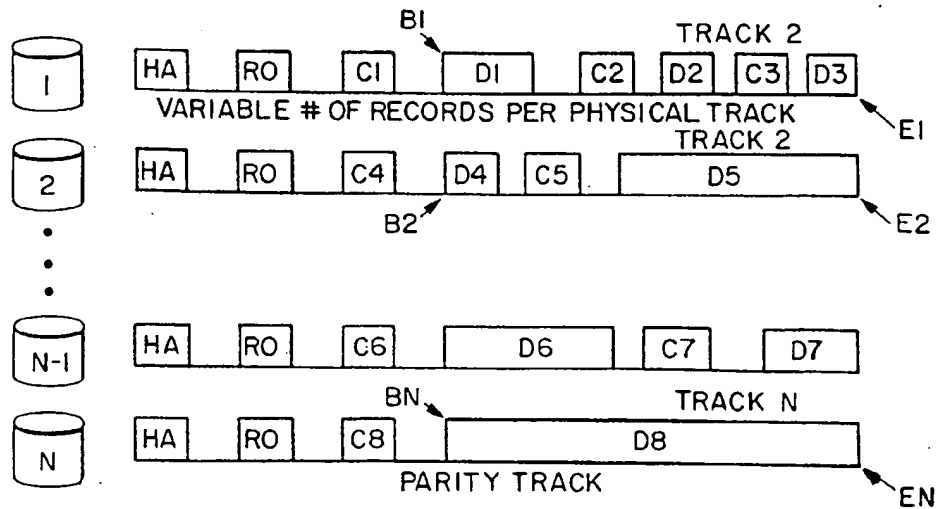 B1
TRACK 2
1 HA RO C1 D1 C2 D2 C3 D3
VARIABLE # OF RECORDS PER PHYSICAL TRACK
E1
TRACK 2
2 HA RO C4 D4 C5 D5
B2
E2
N-1 HA RO C6 D6 C7 D7
BN
TRACK N
N HA RO C8 D8
PARITY TRACK
EN